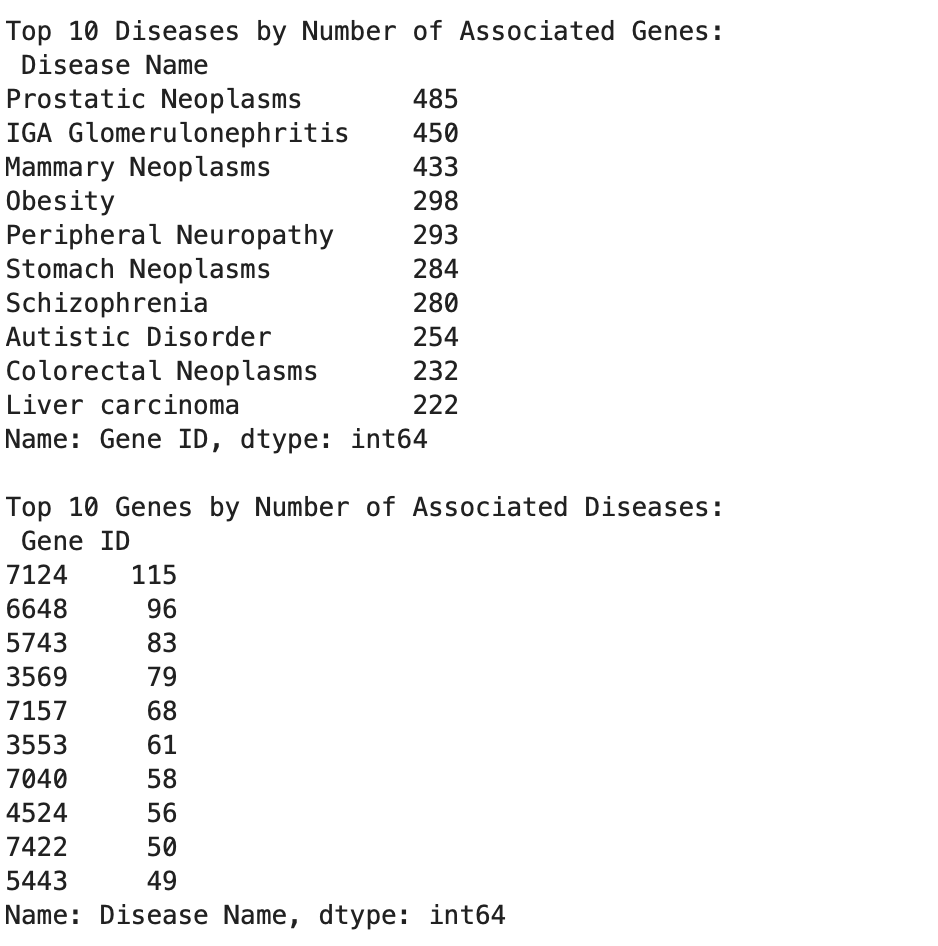 Top 10 Diseases by Number of Associated Genes:
 Disease Name
Prostatic Neoplasms       485
IGA Glomerulonephritis    450
Mammary Neoplasms         433
Obesity                   298
Peripheral Neuropathy     293
Stomach Neoplasms         284
Schizophrenia             280
Autistic Disorder         254
Colorectal Neoplasms      232
Liver carcinoma           222
Name: Gene ID, dtype: int64

Top 10 Genes by Number of Associated Diseases:
 Gene ID
7124    115
6648     96
5743     83
3569     79
7157     68
3553     61
7040     58
4524     56
7422     50
5443     49
Name: Disease Name, dtype: int64